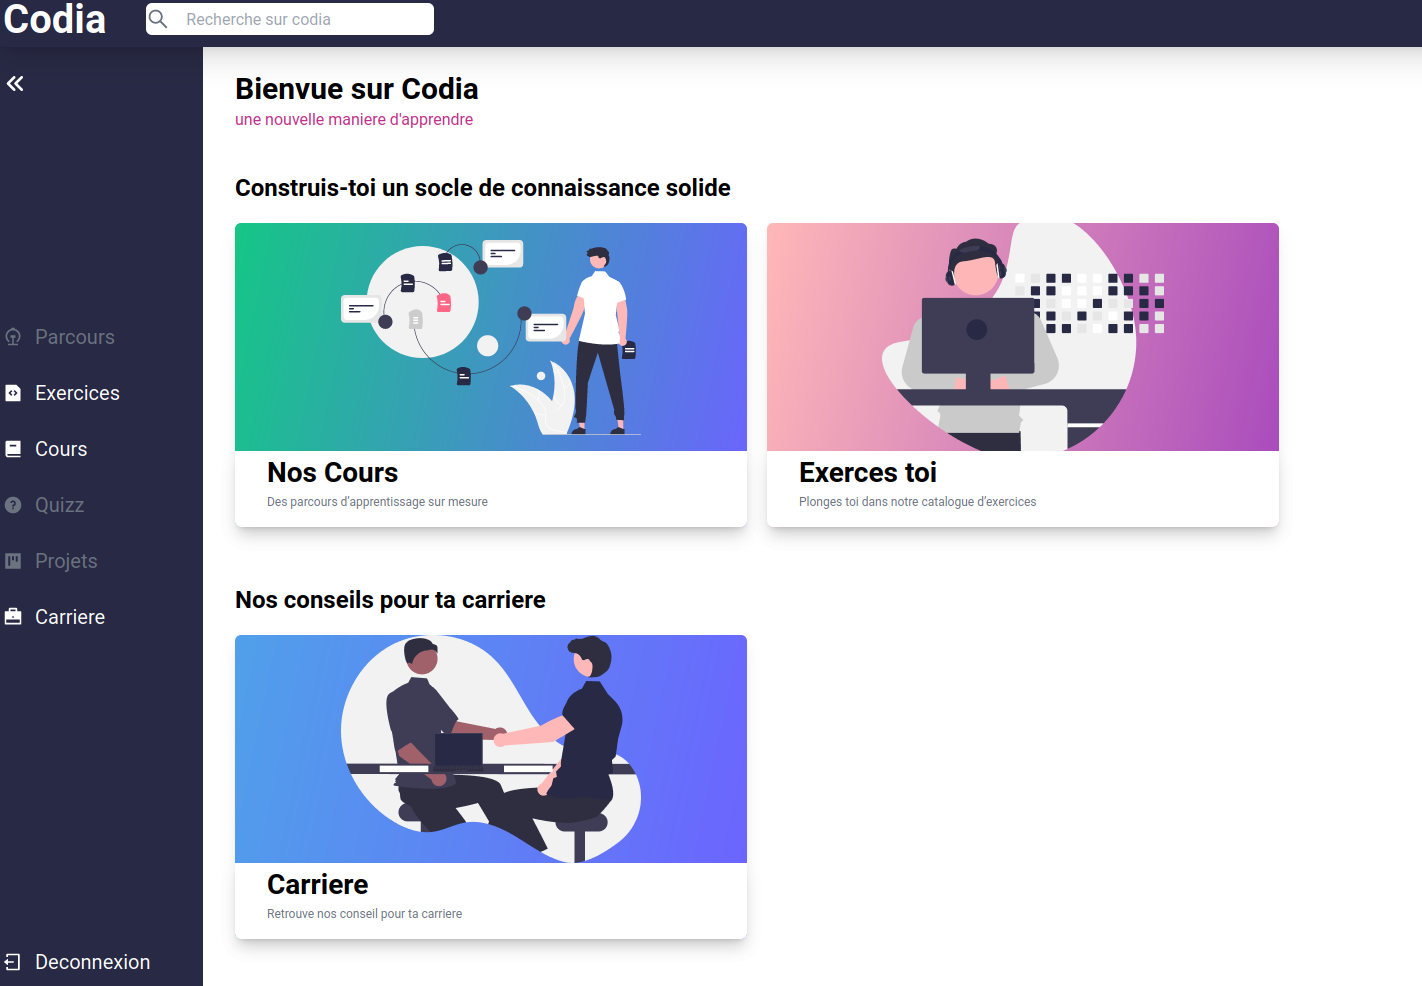 Codia
Recherche sur codia
Parcours
Exercices
Cours
Quizz
Projets
Carriere
Deconnexion
Bienvue sur Codia
une nouvelle maniere d'apprendre
Construis-toi un socle de connaissance solide
Nos Cours
Des parcours d’apprentissage sur mesure
Exerces toi
Plonges toi dans notre catalogue d’exercices
Nos conseils pour ta carriere
Carriere
Retrouve nos conseil pour ta carriere